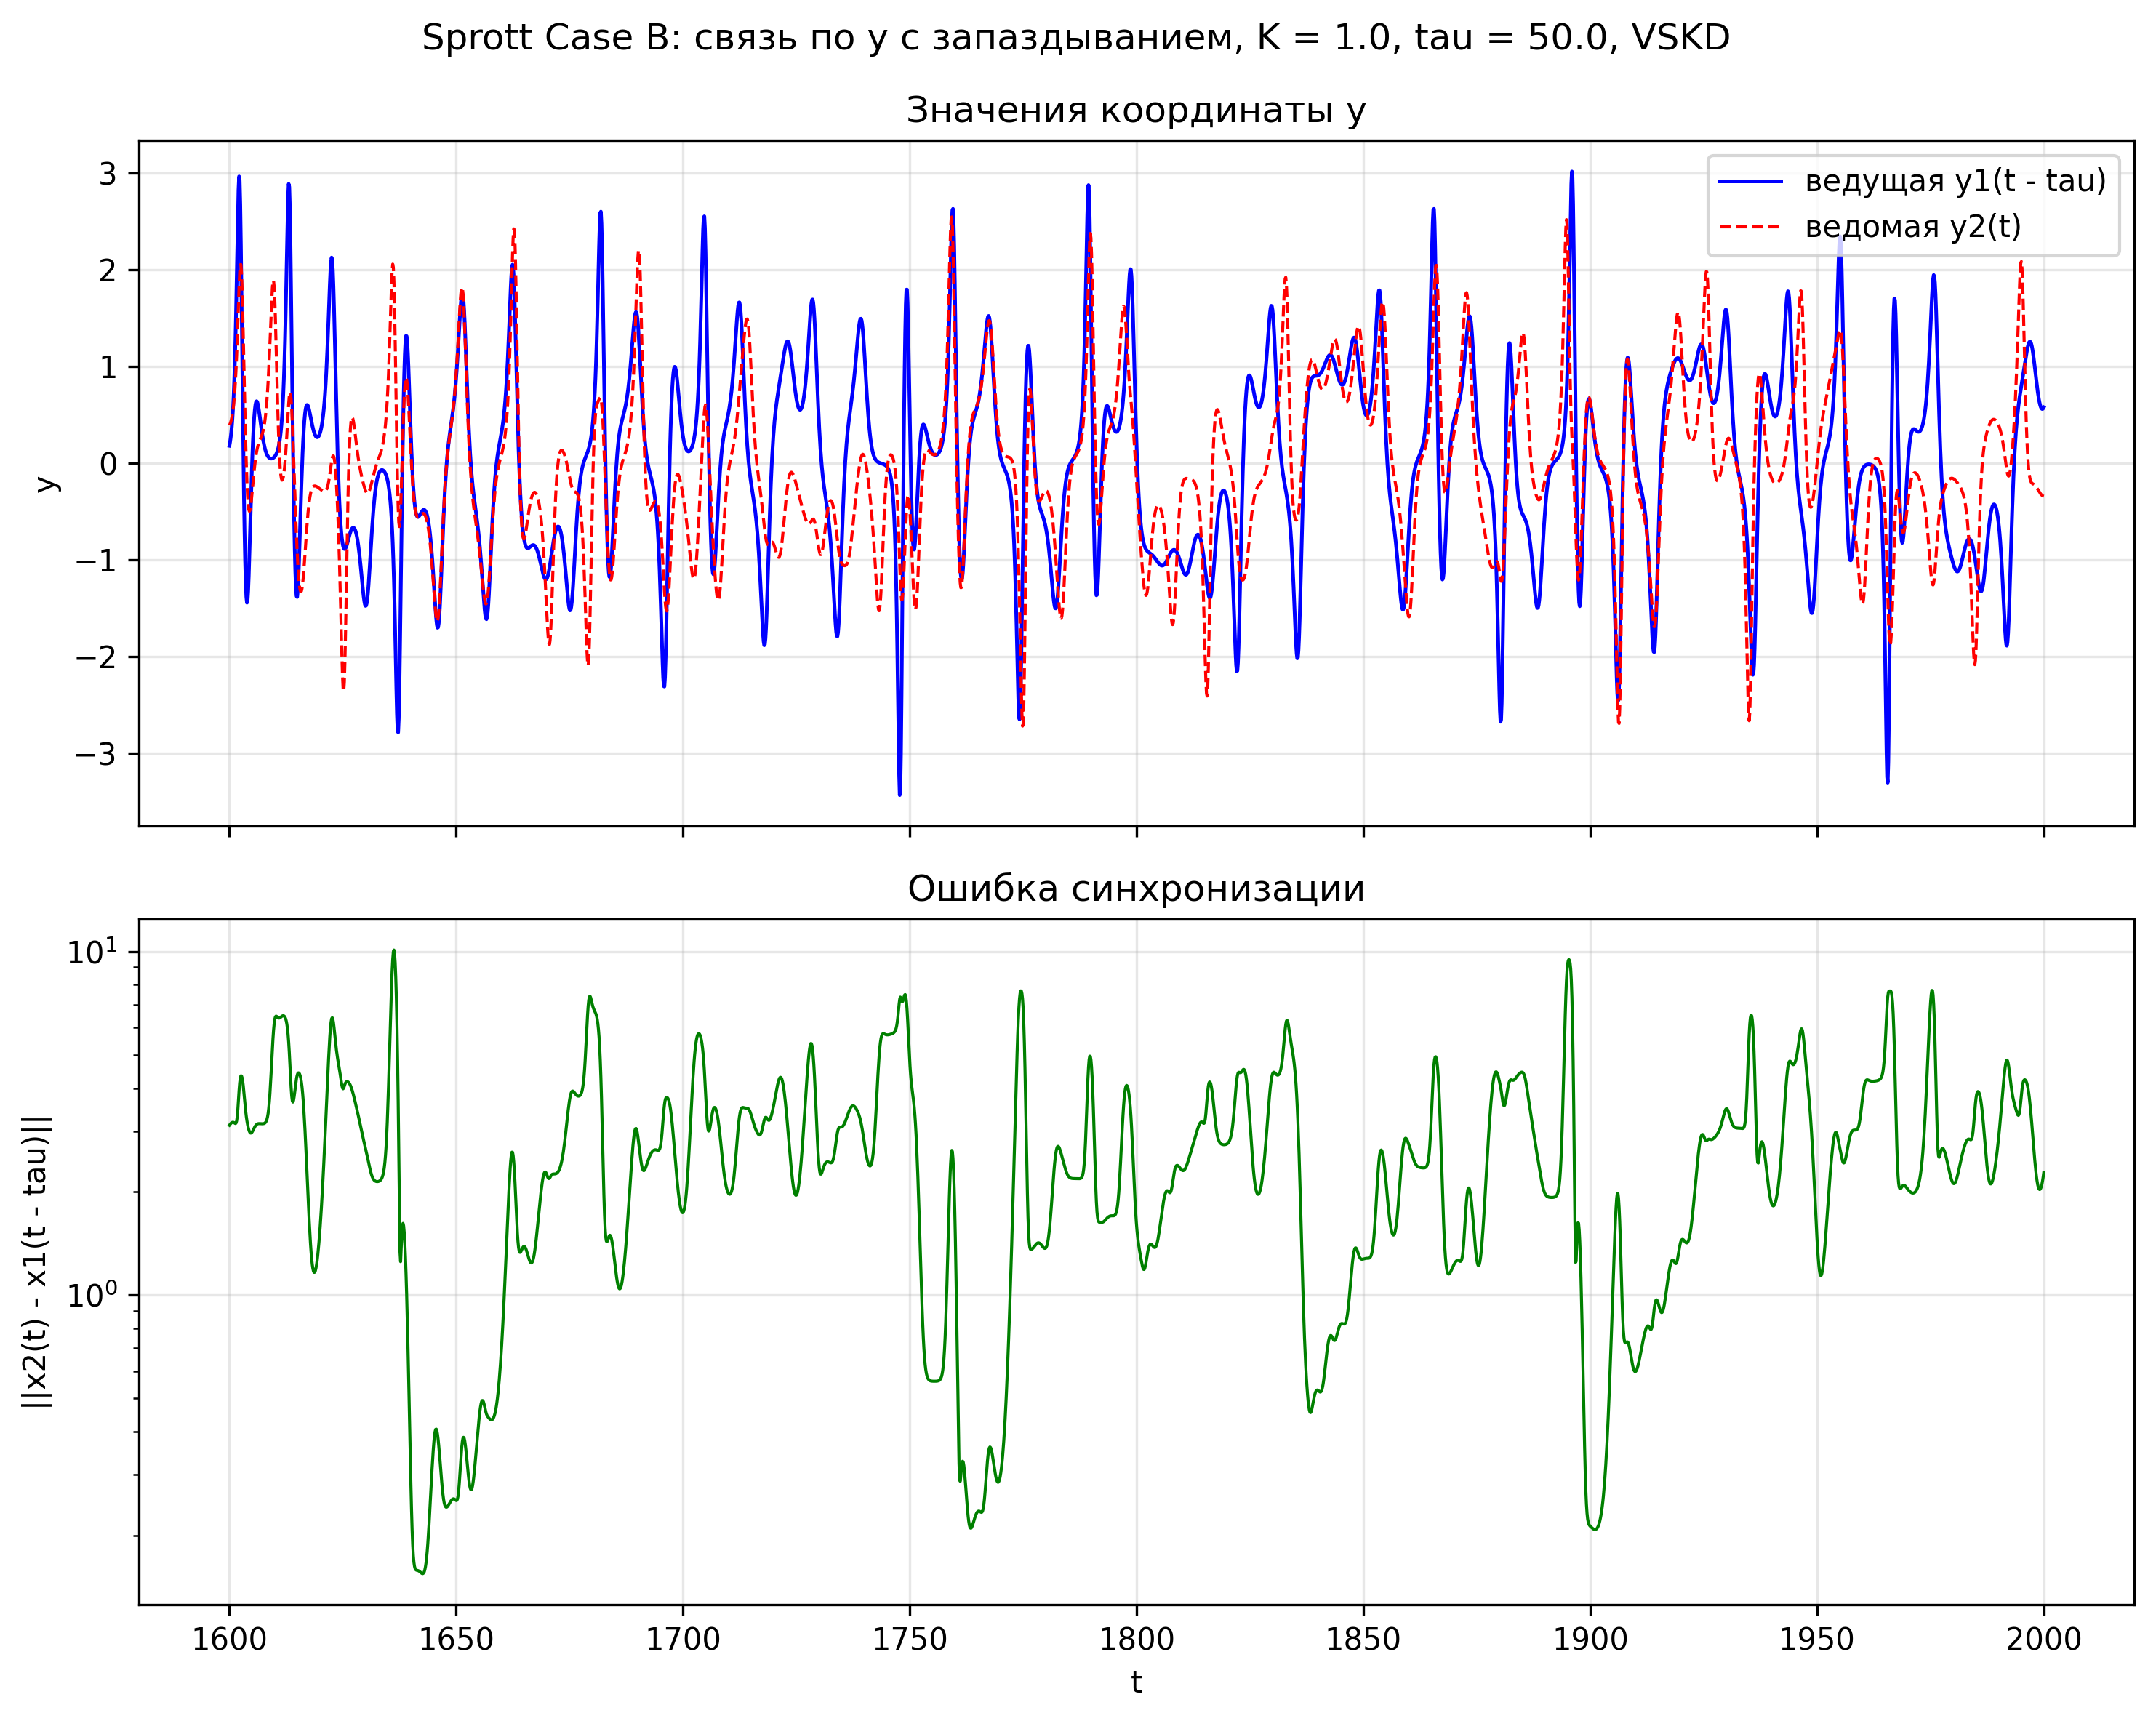 Sprott Case B: связь по y с запаздыванием, K = 1.0, tau = 50.0, VSKD
Значения координаты y
3
2
1
0
−1
−2
−3
y
ведущая y1(t - tau)
ведомая y2(t)
Ошибка синхронизации
10¹
10⁰
||x2(t) - x1(t - tau)||
1600 1650 1700 1750 1800 1850 1900 1950 2000
t